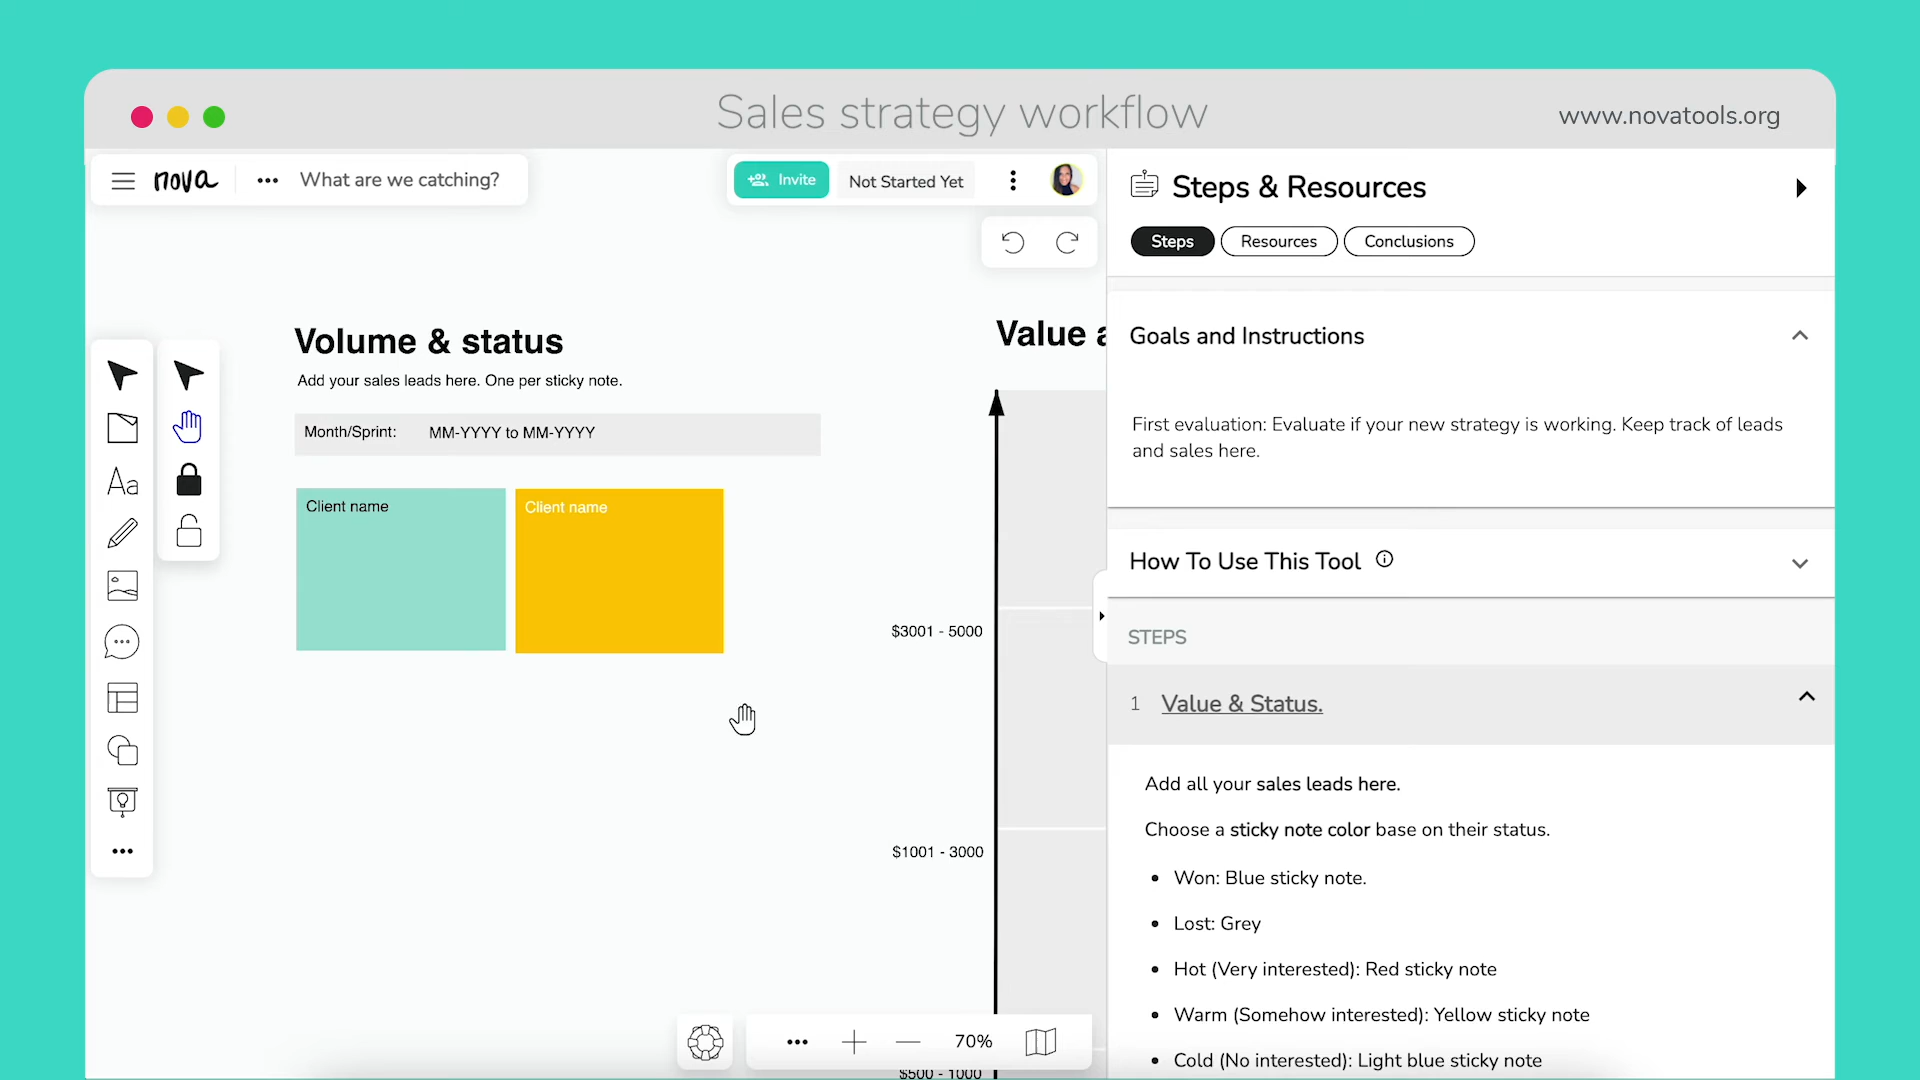 Sales strategy workflow
www.novatools.org
nova
What are we catching?
Invite
Not Started Yet
Steps & Resources
Steps
Resources
Conclusions
Volume & status
Add your sales leads here. One per sticky note.
Month/Sprint:
MM-YYYY to MM-YYYY
Client name
Client name
Aa
Value a
$3001 - 5000
$1001 - 3000
$500 - 1000
70%
Goals and Instructions
First evaluation: Evaluate if your new strategy is working. Keep track of leads
and sales here.
How To Use This Tool
STEPS
1 Value & Status.
Add all your sales leads here.
Choose a sticky note color base on their status.
• Won: Blue sticky note.
• Lost: Grey
• Hot (Very interested): Red sticky note
• Warm (Somehow interested): Yellow sticky note
• Cold (No interested): Light blue sticky note